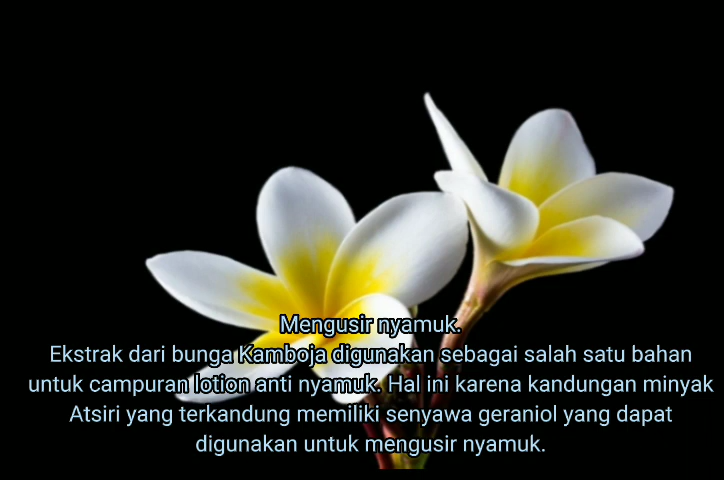 Mengusir nyamuk.
Ekstrak dari bunga Kamboja digunakan sebagai salah satu bahan
untuk campuran lotion anti nyamuk. Hal ini karena kandungan minyak
Atsiri yang terkandung memiliki senyawa geraniol yang dapat
digunakan untuk mengusir nyamuk.